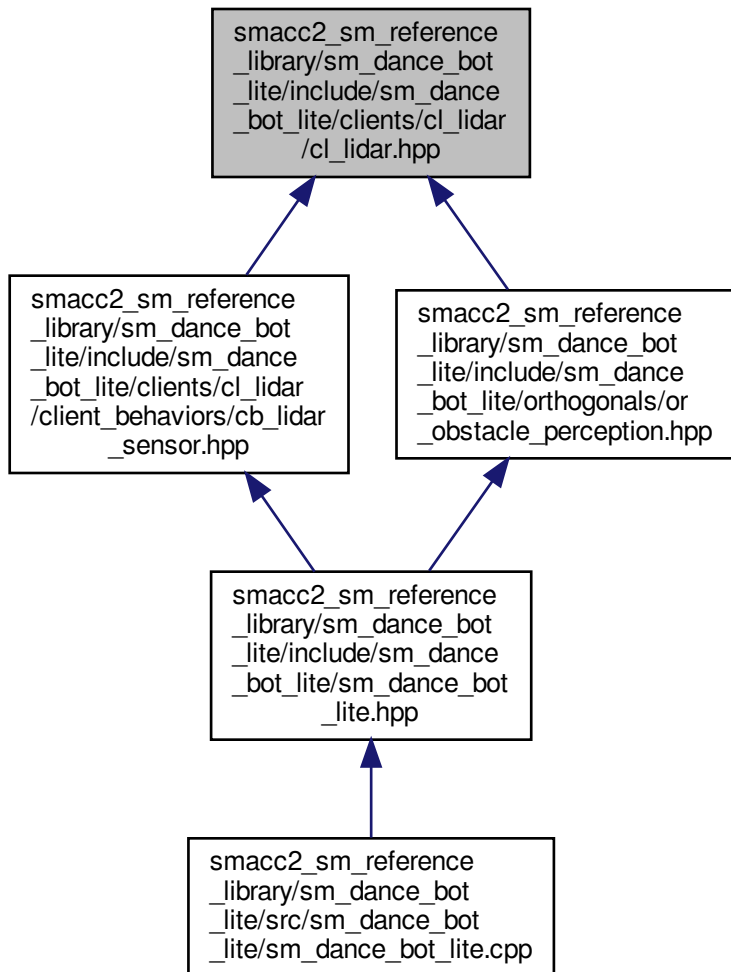 smacc2_sm_reference
_library/sm_dance_bot
_lite/include/sm_dance
_bot_lite/clients/cl_lidar
/cl_lidar.hpp
smacc2_sm_reference
_library/sm_dance_bot
_lite/include/sm_dance
_bot_lite/clients/cl_lidar
/client_behaviors/cb_lidar
_sensor.hpp
smacc2_sm_reference
_library/sm_dance_bot
_lite/include/sm_dance
_bot_lite/orthogonals/or
_obstacle_perception.hpp
smacc2_sm_reference
_library/sm_dance_bot
_lite/include/sm_dance
_bot_lite/sm_dance_bot
_lite.hpp
smacc2_sm_reference
_library/sm_dance_bot
_lite/src/sm_dance_bot
_lite/sm_dance_bot_lite.cpp